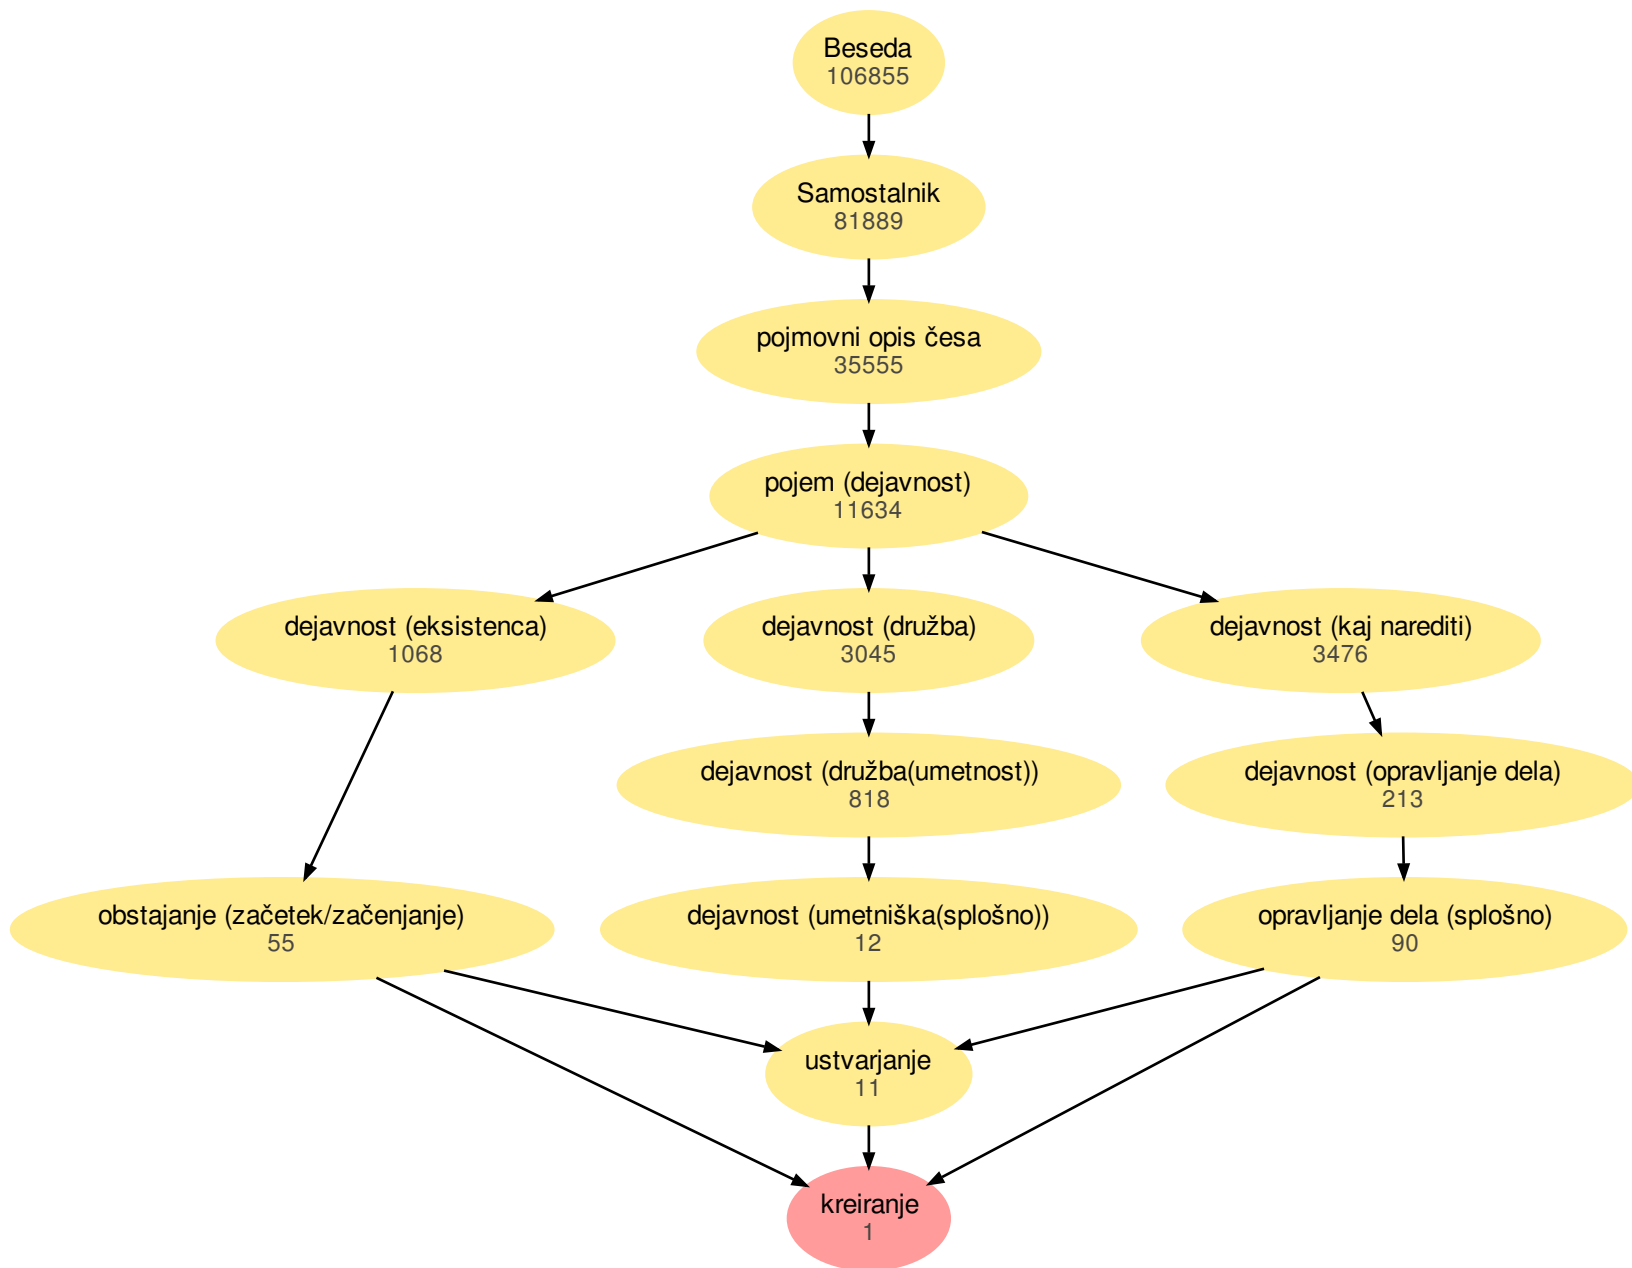 Beseda
106855
Samostalnik
81889
pojmovni opis česa
35555
pojem (dejavnost)
11634
dejavnost (eksistenca)
1068
dejavnost (družba)
3045
dejavnost (kaj narediti)
3476
dejavnost (družba(umetnost))
818
dejavnost (opravljanje dela)
213
obstajanje (začetek/začenjanje)
55
dejavnost (umetniška(splošno))
12
opravljanje dela (splošno)
90
ustvarjanje
11
kreiranje
1